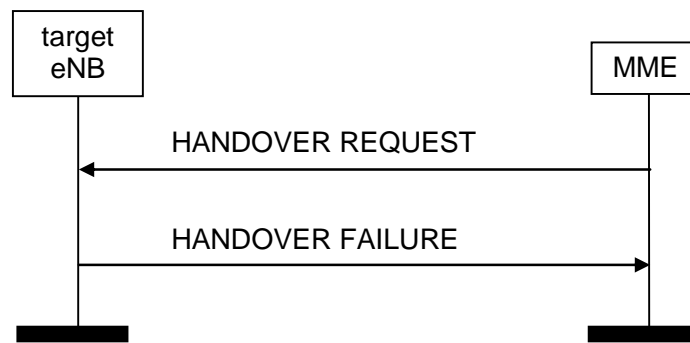 target
eNB
MME
HANDOVER REQUEST
HANDOVER FAILURE